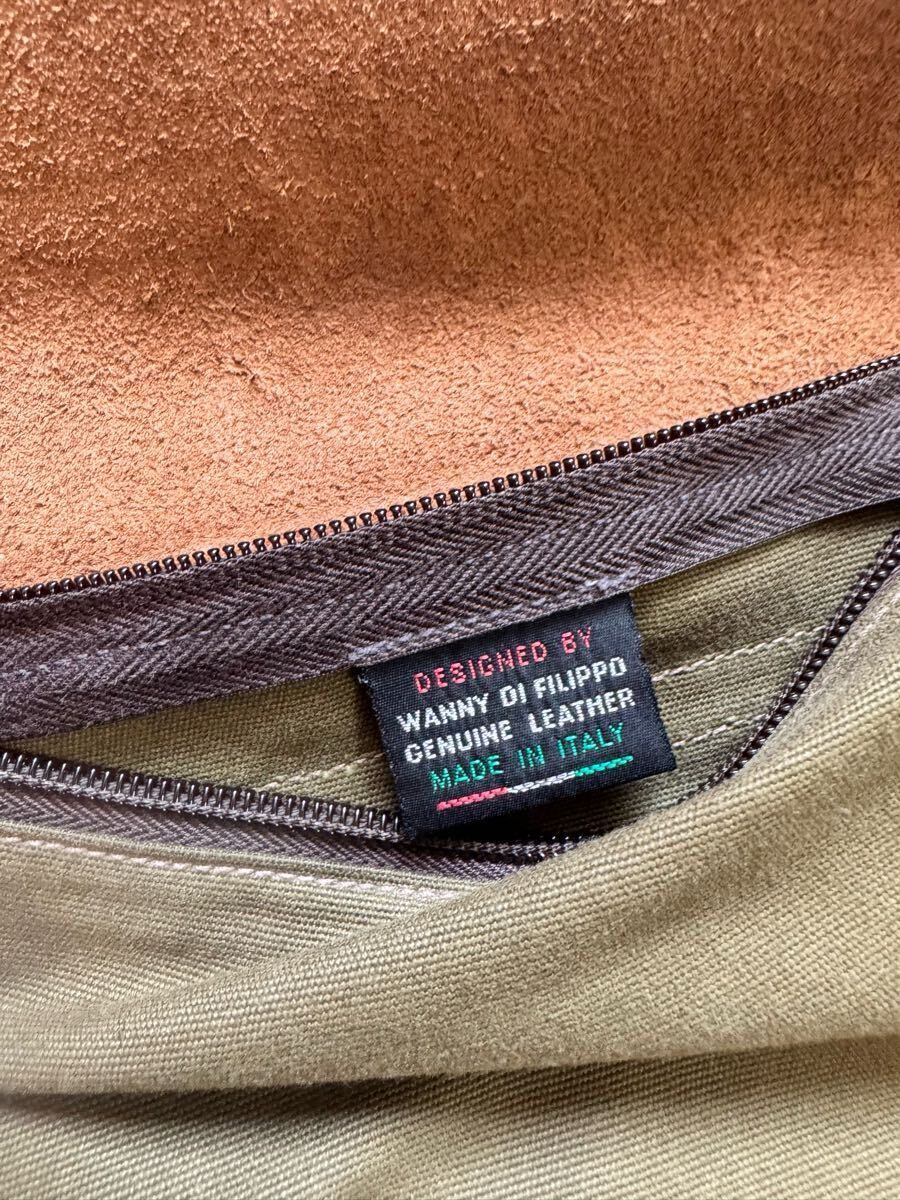 DESIGNED BY
WANNY DI FILIPPO
GENUINE LEATHER
MADE IN ITALY